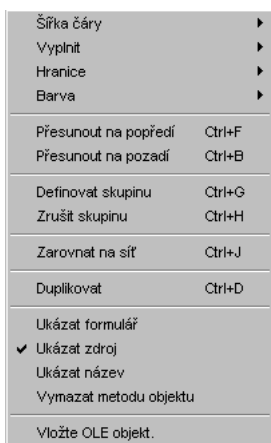 Šířka čáry
Vyplnit
Hranice
Barva
Přesunout na popředí Ctrl+F
Přesunout na pozadí Ctrl+B
Definovat skupinu Ctrl+G
Zrušit skupinu Ctrl+H
Zarovnat na síť Ctrl+J
Duplikovat Ctrl+D
Ukázat formulář
Ukázat zdroj
Ukázat název
Vymazat metodu objektu
Vložte OLE objekt.